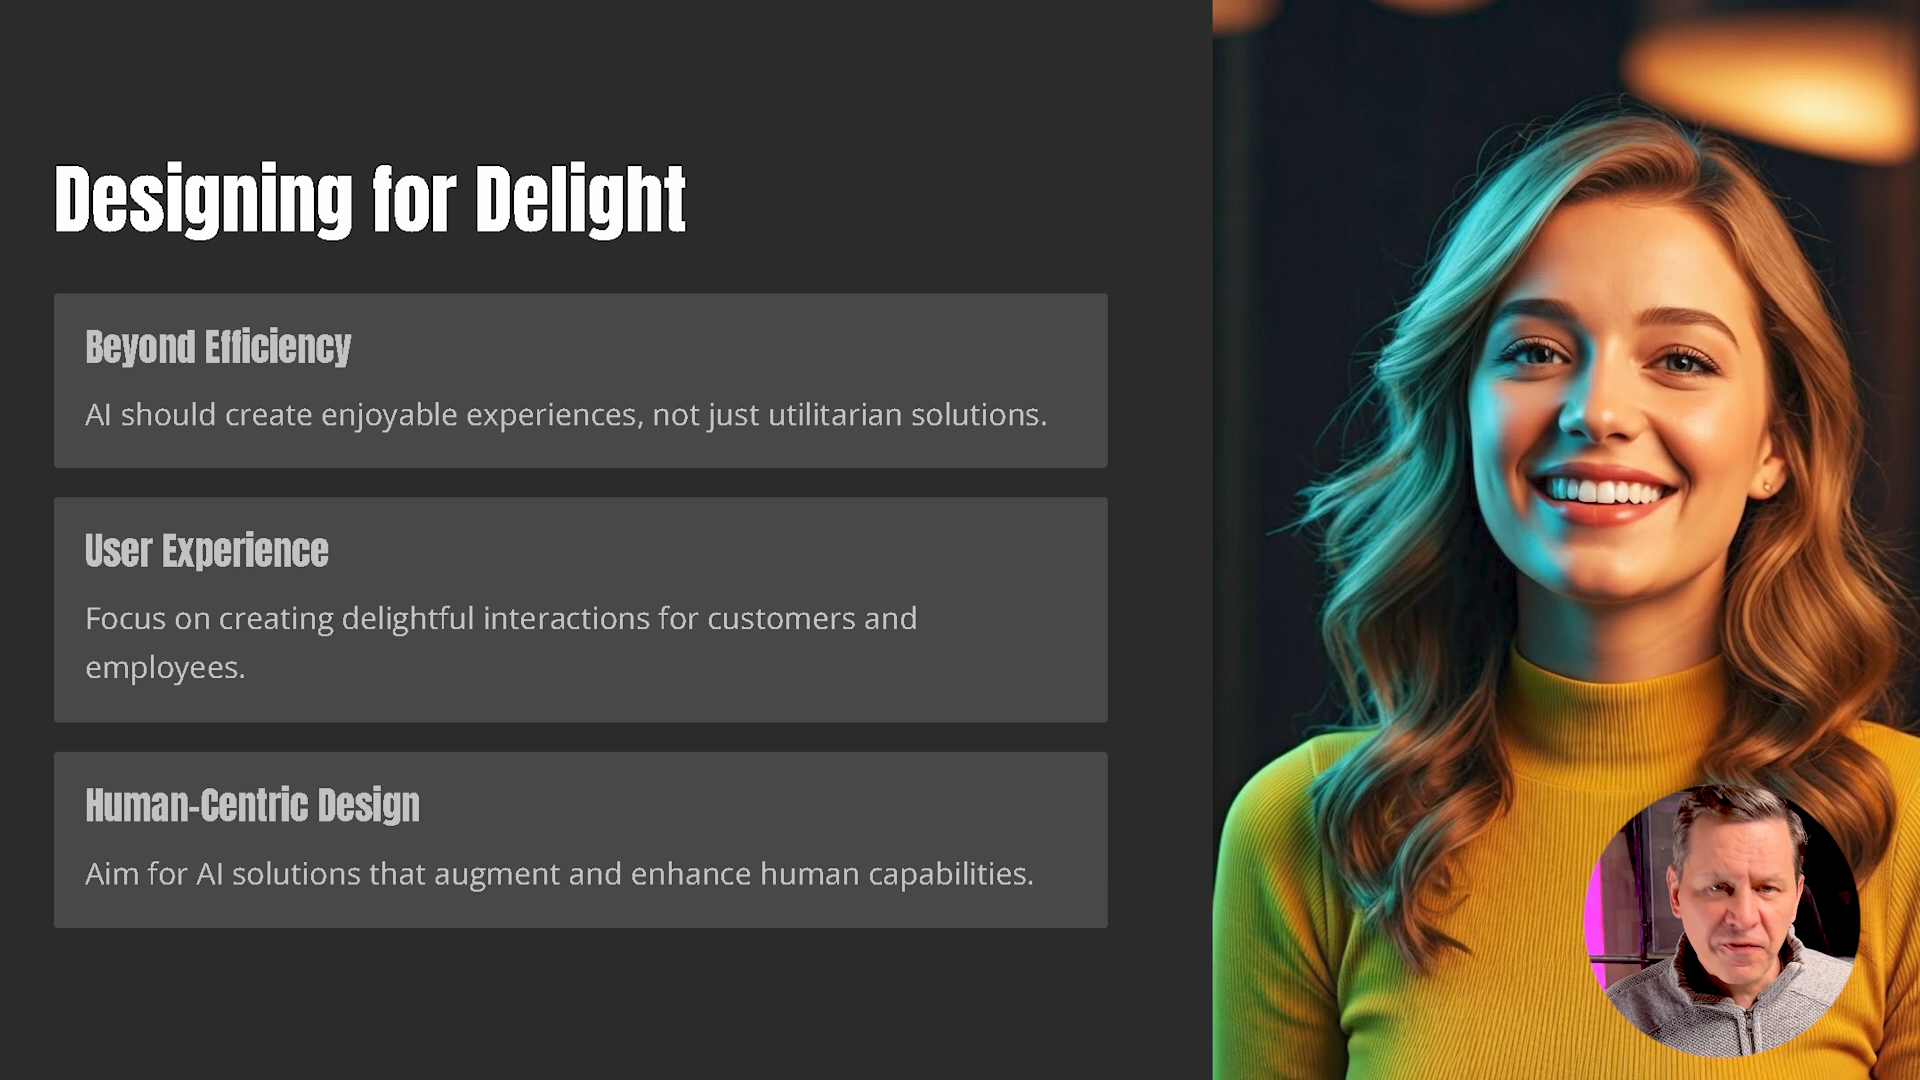 Designing for Delight
Beyond Efficiency
AI should create enjoyable experiences, not just utilitarian solutions.
User Experience
Focus on creating delightful interactions for customers and
employees.
Human-Centric Design
Aim for AI solutions that augment and enhance human capabilities.